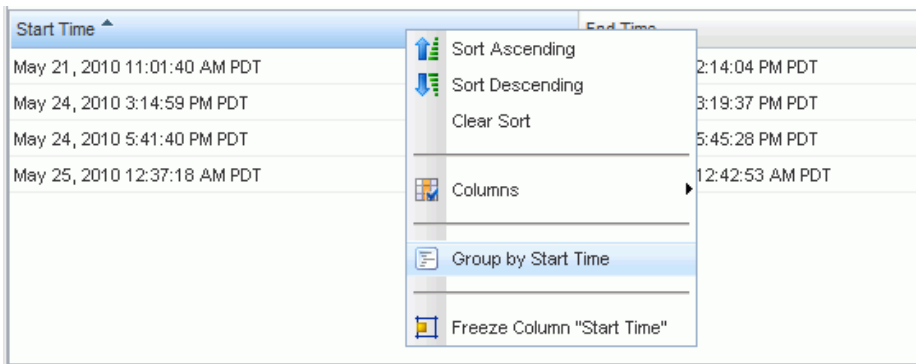 Start Time End Time
Sort Ascending
May 21, 2010 11:01:40 AM PDT 2:14:04 PM PDT
Sort Descending
May 24, 2010 3:14:59 PM PDT 3:19:37 PM PDT
Clear Sort
May 24, 2010 5:41:40 PM PDT 5:45:28 PM PDT
May 25, 2010 12:37:18 AM PDT 12:42:53 AM PDT
Columns
Group by Start Time
Freeze Column "Start Time"